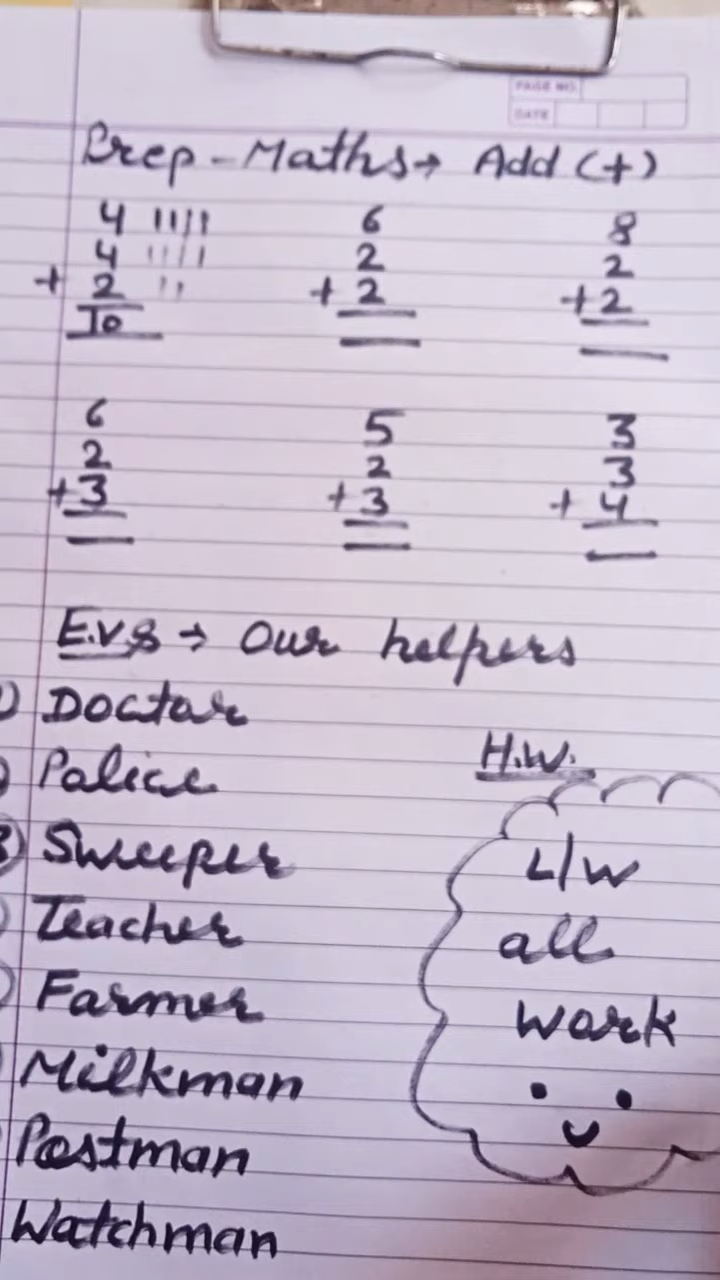 PAGE NO.
DATE
Prep - Maths → Add (+)
4 6 8
4 2 2
+ 2 + 2 + 2
10
6 5 3
2 2 3
+ 3 + 3 + 4
E.V.S → Our helpers
) Doctor
) Police
3) Sweeper
) Teacher
) Farmer
) Milkman
Postman
Watchman
H.W.
L/W
all
work